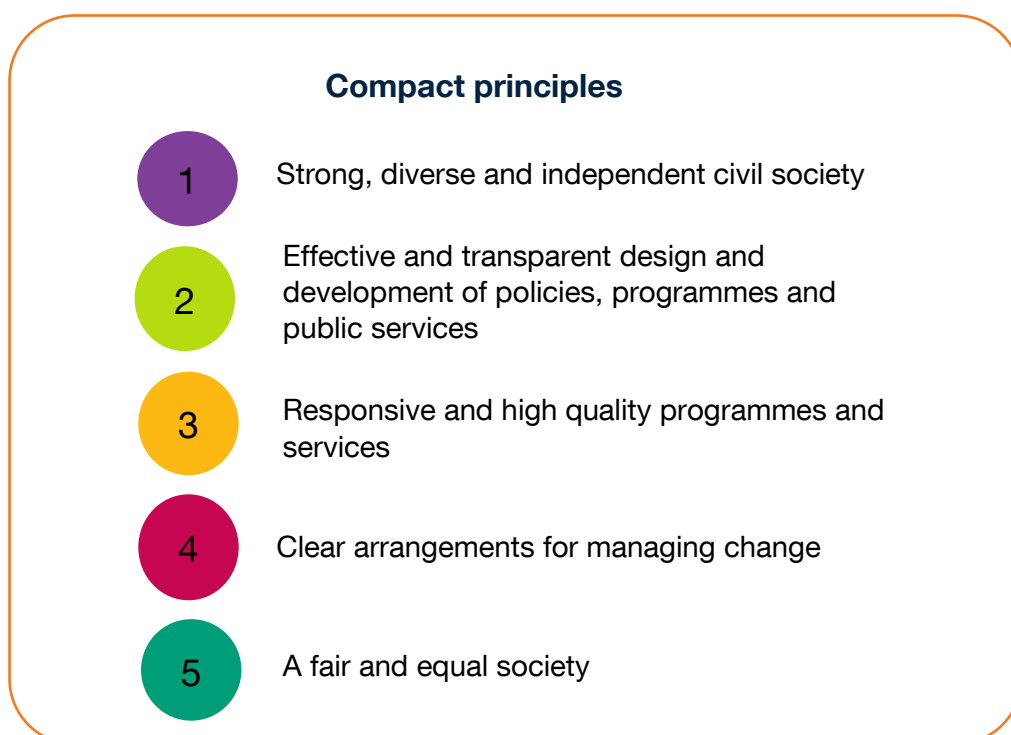 Compact principles
1
Strong, diverse and independent civil society
2
Effective and transparent design and
development of policies, programmes and
public services
3
Responsive and high quality programmes and
services
4
Clear arrangements for managing change
5
A fair and equal society